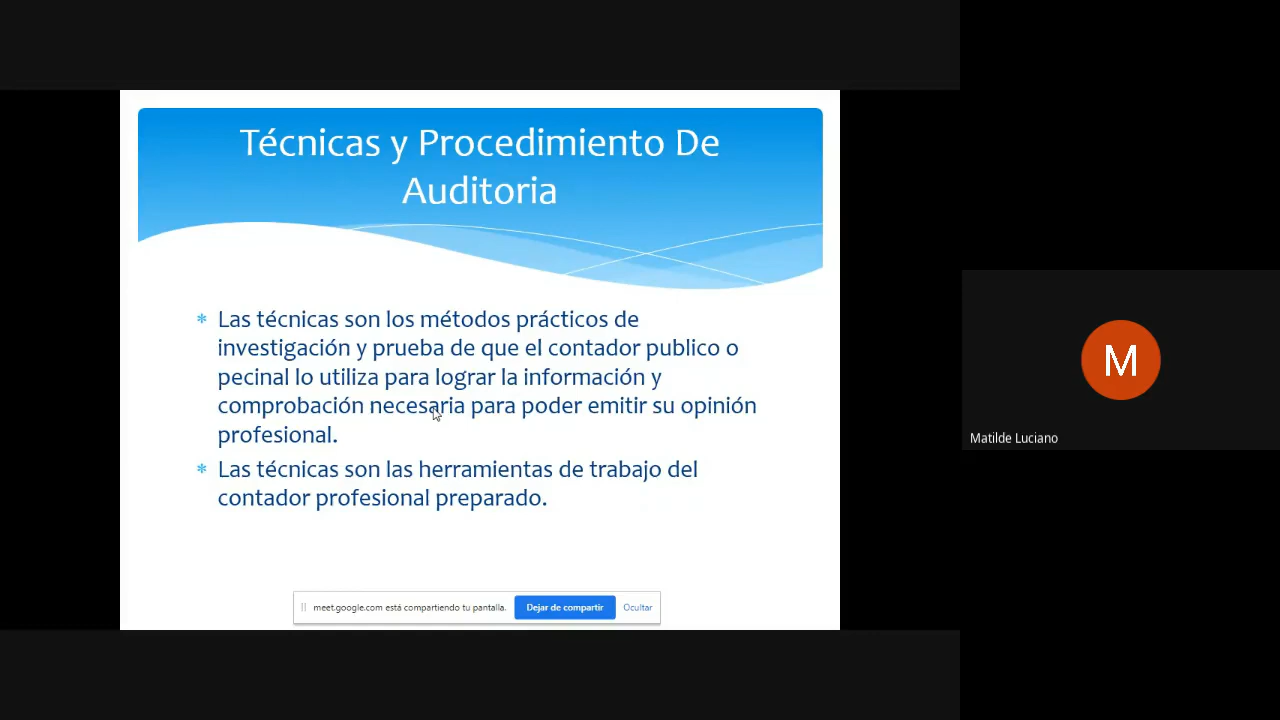 Técnicas y Procedimiento De
Auditoria
Las técnicas son los métodos prácticos de
investigación y prueba de que el contador publico o
pecinal lo utiliza para lograr la información y
comprobación necesaria para poder emitir su opinión
profesional.
Las técnicas son las herramientas de trabajo del
contador profesional preparado.
meet.google.com está compartiendo tu pantalla.
Dejar de compartir
Ocultar
M
Matilde Luciano